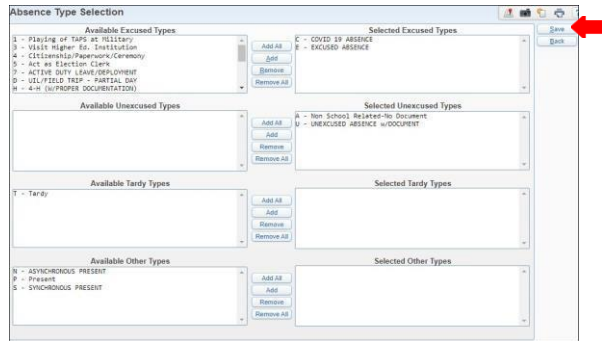 Absence Type Selection
Available Excused Types
1 - Playing of TAPS at Military
3 - Visit Higher Ed. Institution
4 - Citizenship/Paperwork/Ceremony
5 - Act as Election Clerk
7 - ACTIVE DUTY LEAVE/DEPLOYMENT
D - UIL/FIELD TRIP - PARTIAL DAY
H - 4-H (W/PROPER DOCUMENTATION)
Add All
Add
Remove
Remove All
Selected Excused Types
C - COVID 19 ABSENCE
E - EXCUSED ABSENCE
Save
Back
Available Unexcused Types
Add All
Add
Remove
Remove All
Selected Unexcused Types
A - Non School Related-No Document
U - UNEXCUSED ABSENCE w/DOCUMENT
Available Tardy Types
T - Tardy
Add All
Add
Remove
Remove All
Selected Tardy Types
Available Other Types
N - ASYNCHRONOUS PRESENT
P - Present
S - SYNCHRONOUS PRESENT
Add All
Add
Remove
Remove All
Selected Other Types